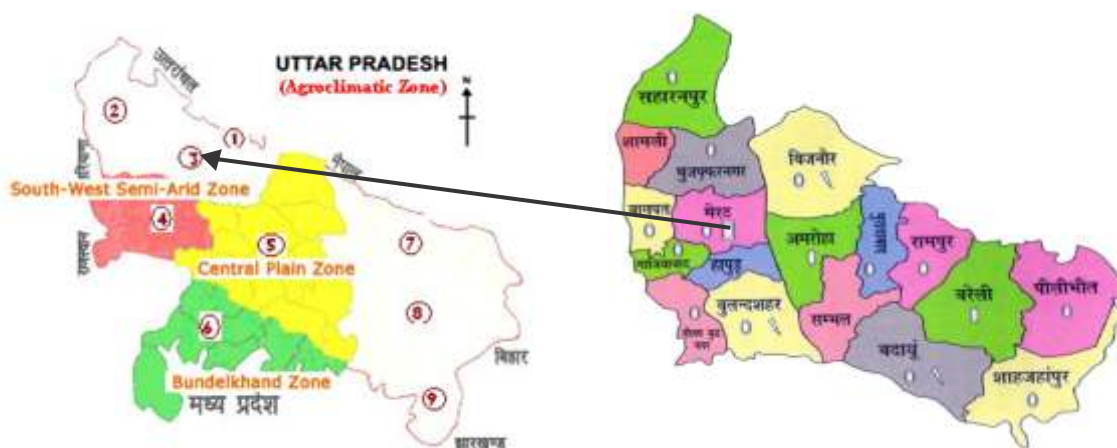 उत्तरांचल
UTTAR PRADESH
(Agroclimatic Zone)
N
2
1
3
हरियाणा
नेपाल
South-West Semi-Arid Zone
4
5
7
Central Plain Zone
6
8
बिहार
Bundelkhand Zone
मध्य प्रदेश
9
झारखण्ड
सहारनपुर
शामली
मुजफ्फरनगर
बिजनौर
बागपत
मेरठ
अमरोहा
रामपुर
गाजियाबाद
हापुड़
बरेली
पीलीभीत
बुलन्दशहर
सम्भल
बदायूं
शाहजहांपुर